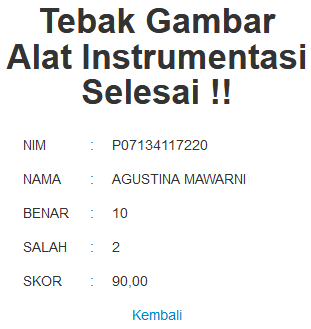 Tebak Gambar
Alat Instrumentasi
Selesai !!
NIM : P07134117220
NAMA : AGUSTINA MAWARNI
BENAR : 10
SALAH : 2
SKOR : 90,00
Kembali